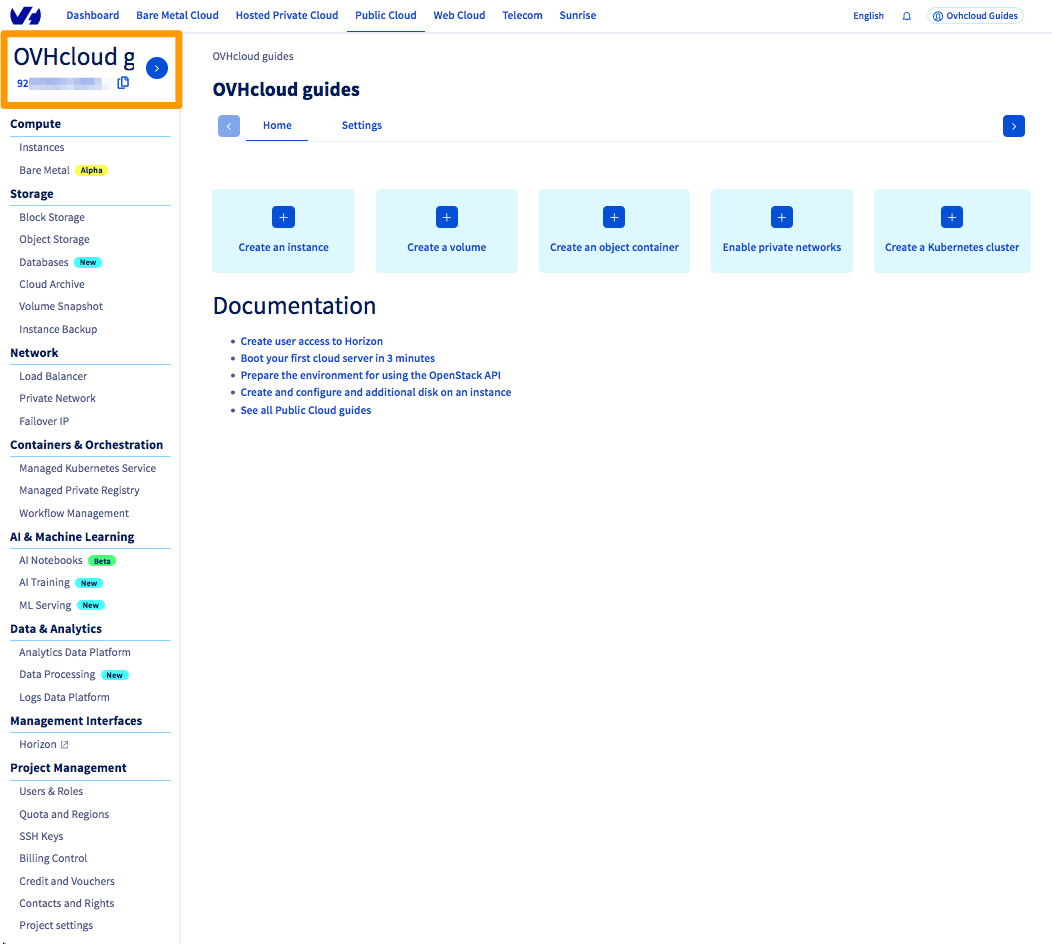 Dashboard Bare Metal Cloud Hosted Private Cloud Public Cloud Web Cloud Telecom Sunrise English Ovhcloud Guides
OVHcloud g
92
Compute
Instances
Bare Metal Alpha
Storage
Block Storage
Object Storage
Databases New
Cloud Archive
Volume Snapshot
Instance Backup
Network
Load Balancer
Private Network
Failover IP
Containers & Orchestration
Managed Kubernetes Service
Managed Private Registry
Workflow Management
AI & Machine Learning
AI Notebooks Beta
AI Training New
ML Serving New
Data & Analytics
Analytics Data Platform
Data Processing New
Logs Data Platform
Management Interfaces
Horizon
Project Management
Users & Roles
Quota and Regions
SSH Keys
Billing Control
Credit and Vouchers
Contacts and Rights
Project settings
OVHcloud guides
OVHcloud guides
Home Settings
Create an instance Create a volume Create an object container Enable private networks Create a Kubernetes cluster
Documentation
Create user access to Horizon
Boot your first cloud server in 3 minutes
Prepare the environment for using the OpenStack API
Create and configure and additional disk on an instance
See all Public Cloud guides